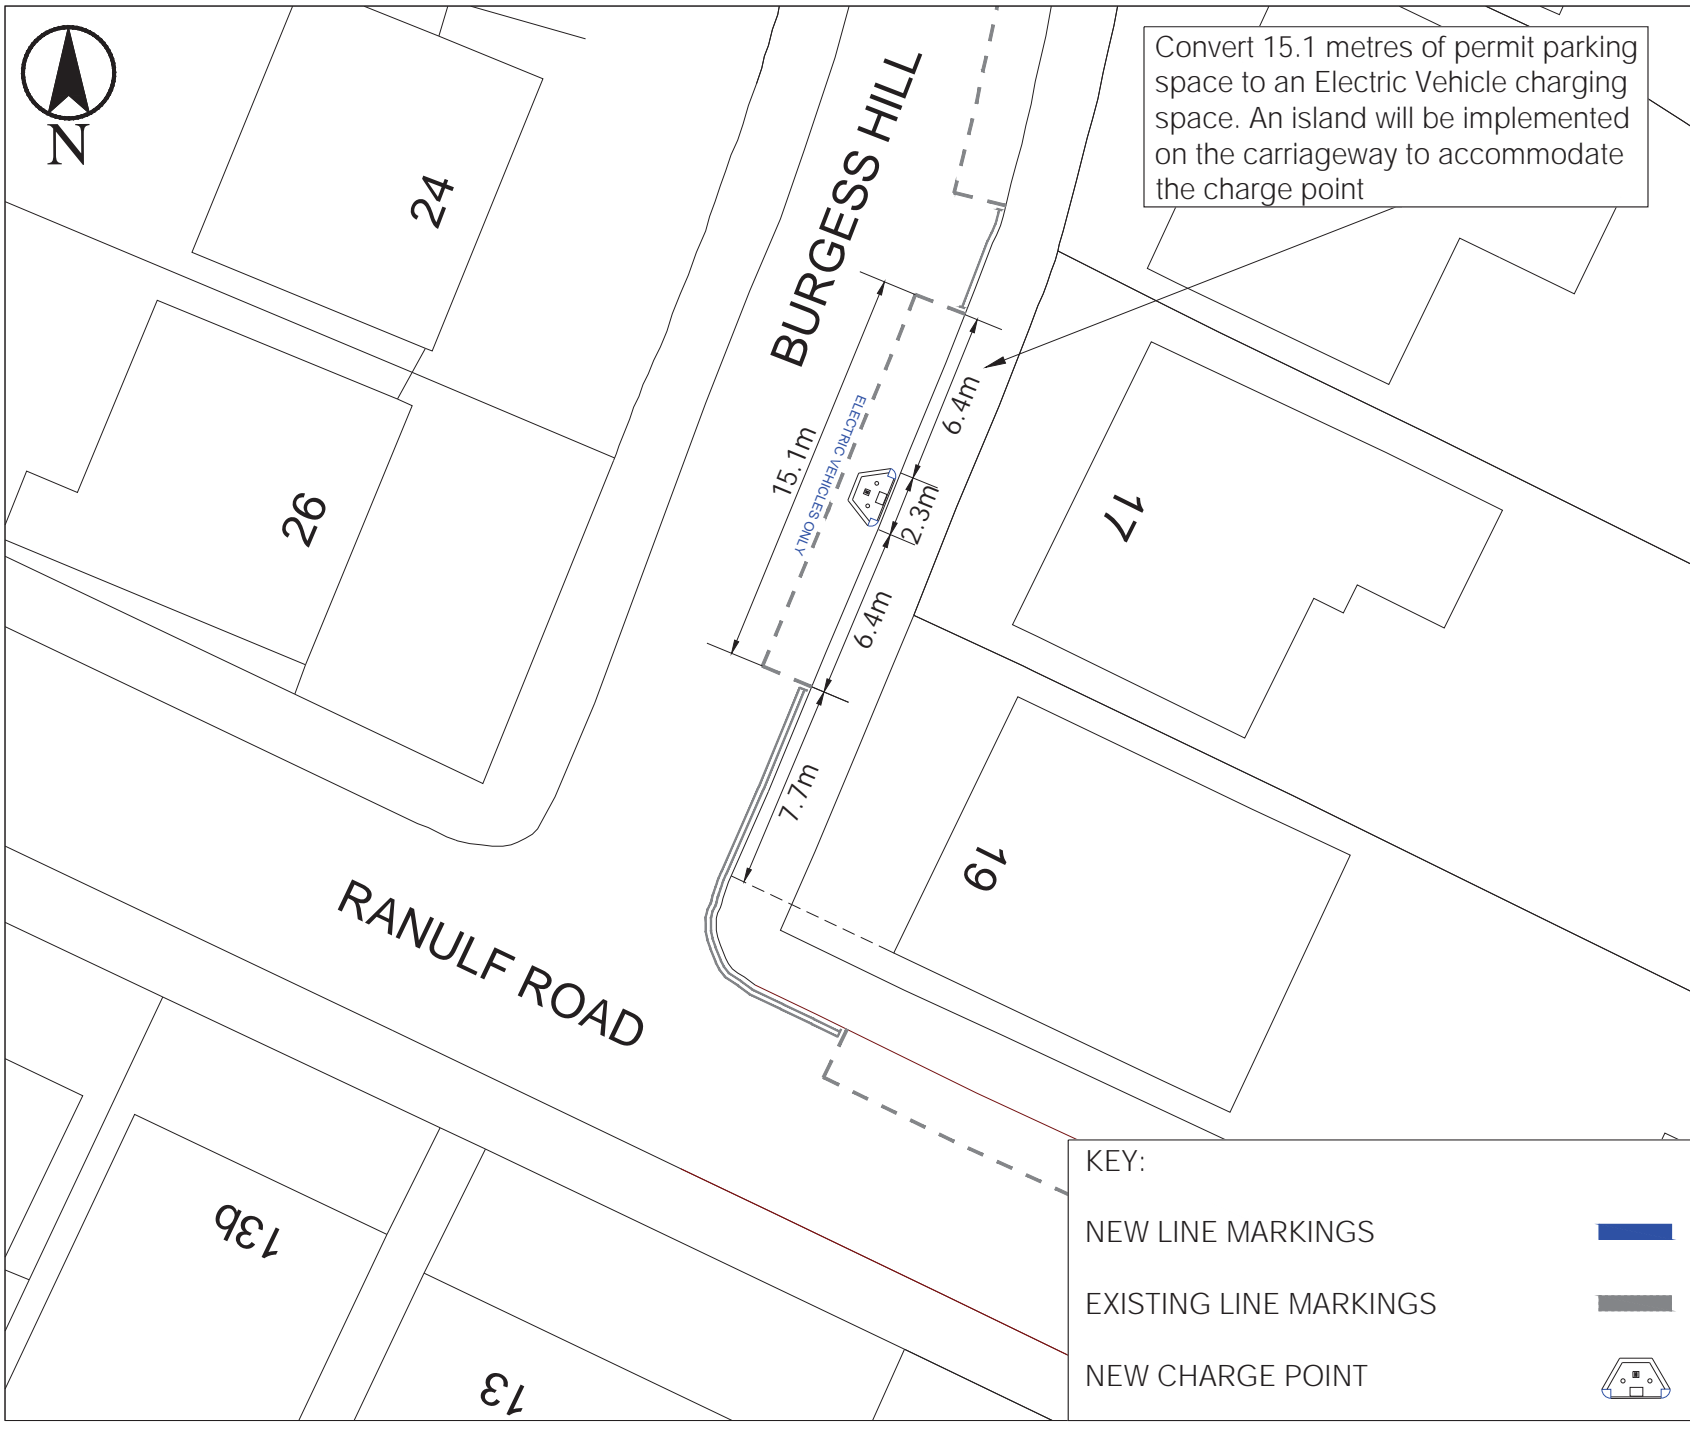 N
Convert 15.1 metres of permit parking
space to an Electric Vehicle charging
space. An island will be implemented
on the carriageway to accommodate
the charge point
BURGESS HILL
24
26
15.1m
ELECTRIC VEHICLES ONLY
6.4m
2.3m
6.4m
7.7m
17
19
RANULF ROAD
13b
13
KEY:
NEW LINE MARKINGS
EXISTING LINE MARKINGS
NEW CHARGE POINT